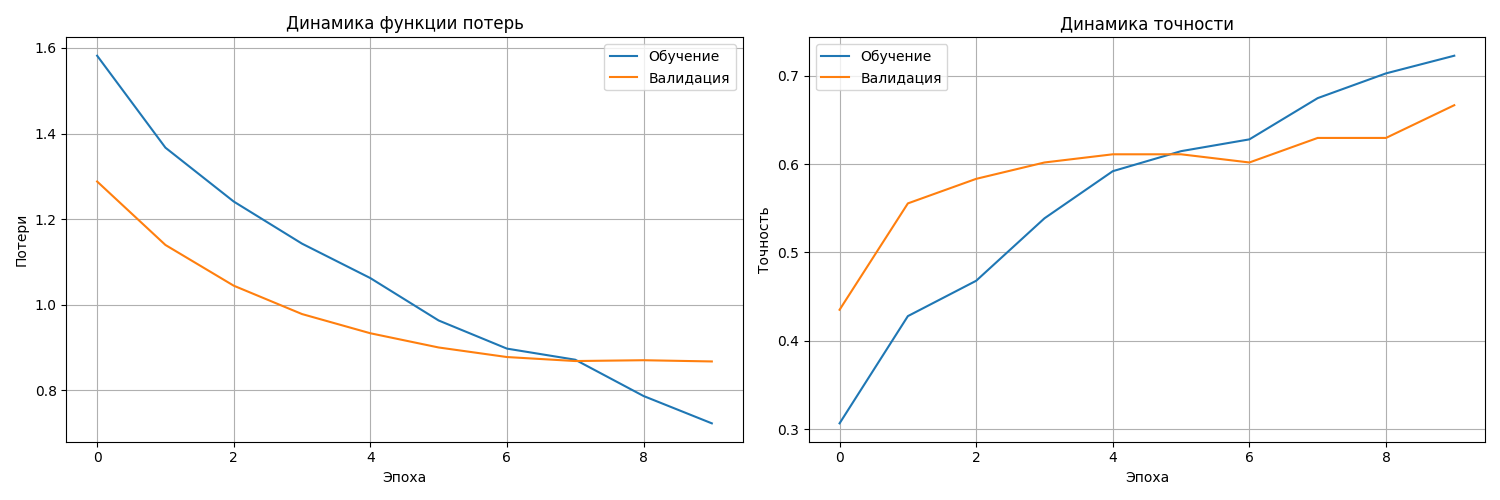 Динамика функции потерь
1.6
1.4
1.2
1.0
0.8
Потери
Обучение
Валидация
0
2
4
6
8
Эпоха
Динамика точности
0.7
0.6
0.5
0.4
0.3
Точность
Обучение
Валидация
0
2
4
6
8
Эпоха